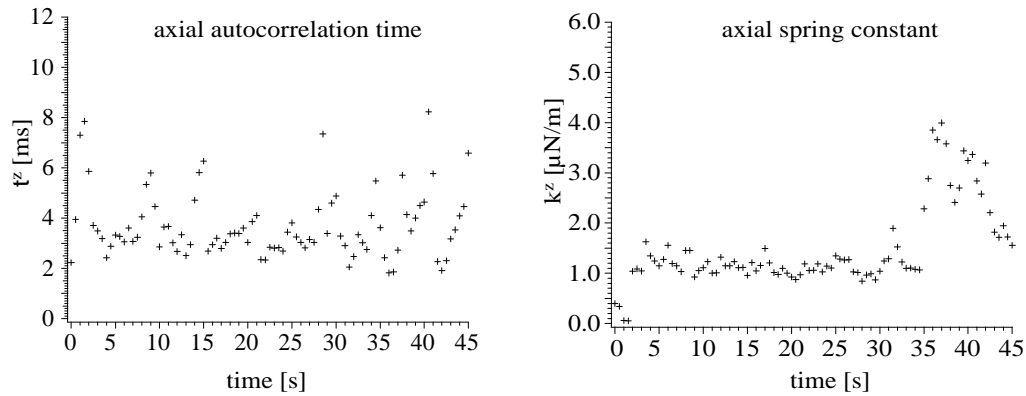 axial autocorrelation time
12
10
8
6
4
2
0
t^z [ms]
0 5 10 15 20 25 30 35 40 45
time [s]
axial spring constant
6.0
5.0
4.0
3.0
2.0
1.0
0.0
k^z [µN/m]
0 5 10 15 20 25 30 35 40 45
time [s]